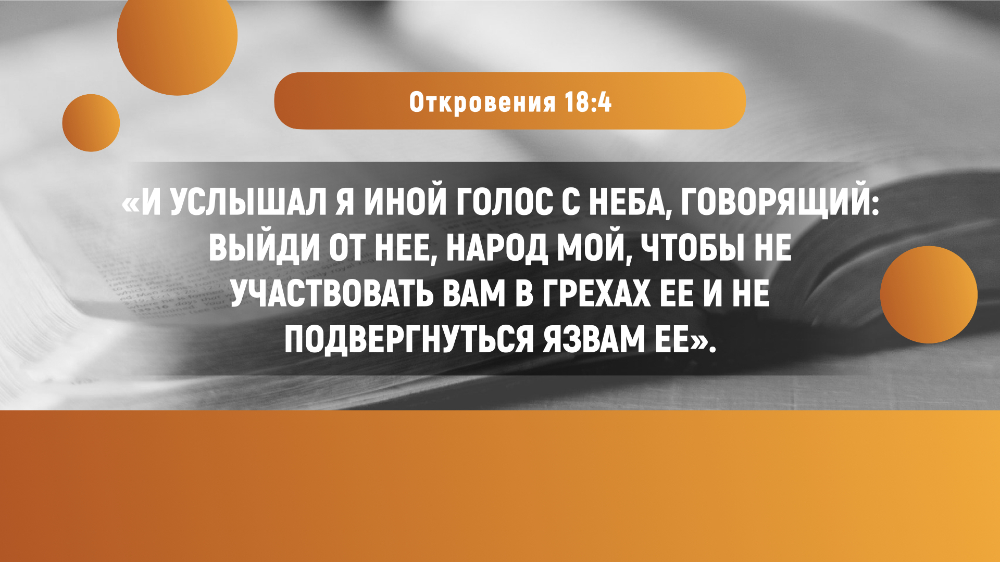 Откровения 18:4
«И УСЛЫШАЛ Я ИНОЙ ГОЛОС С НЕБА, ГОВОРЯЩИЙ:
ВЫЙДИ ОТ НЕЕ, НАРОД МОЙ, ЧТОБЫ НЕ
УЧАСТВОВАТЬ ВАМ В ГРЕХАХ ЕЕ И НЕ
ПОДВЕРГНУТЬСЯ ЯЗВАМ ЕЕ».